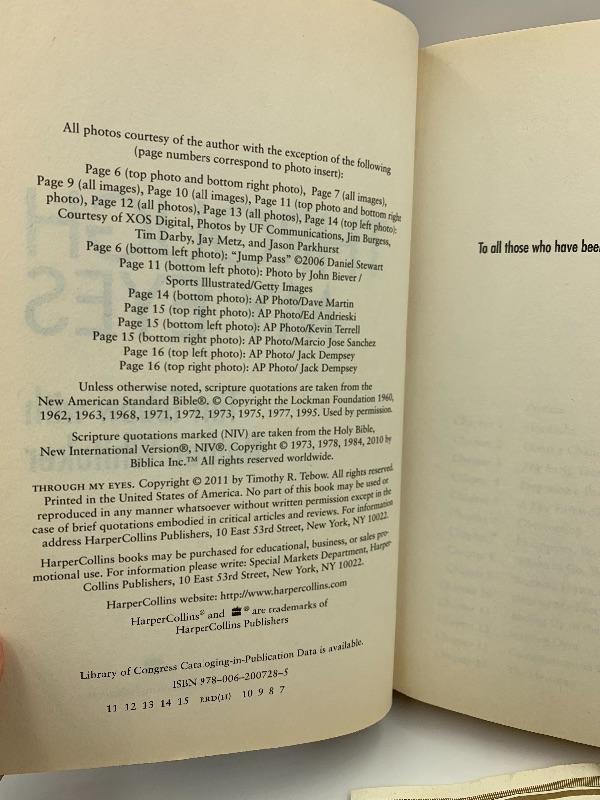 All photos courtesy of the author with the exception of the following
(page numbers correspond to photo insert):
Page 6 (top photo and bottom right photo), Page 7 (all images),
Page 9 (all images), Page 10 (all images), Page 11 (top photo and bottom right
photo), Page 12 (all photos), Page 13 (all photos), Page 14 (top left photo):
Courtesy of XOS Digital, Photos by UF Communications, Jim Burgess,
Tim Darby, Jay Metz, and Jason Parkhurst
Page 6 (bottom left photo): “Jump Pass” ©2006 Daniel Stewart
Page 11 (bottom left photo): Photo by John Biever /
Sports Illustrated/Getty Images
Page 14 (bottom photo): AP Photo/Dave Martin
Page 15 (top right photo): AP Photo/Ed Andrieski
Page 15 (bottom left photo): AP Photo/Kevin Terrell
Page 15 (bottom right photo): AP Photo/Marcio Jose Sanchez
Page 16 (top left photo): AP Photo/ Jack Dempsey
Page 16 (top right photo): AP Photo/ Jack Dempsey
Unless otherwise noted, scripture quotations are taken from the
New American Standard Bible®. © Copyright the Lockman Foundation 1960,
1962, 1963, 1968, 1971, 1972, 1973, 1975, 1977, 1995. Used by permission.
Scripture quotations marked (NIV) are taken from the Holy Bible,
New International Version®, NIV®. Copyright © 1973, 1978, 1984, 2010 by
Biblica Inc.™ All rights reserved worldwide.
THROUGH MY EYES. Copyright © 2011 by Timothy R. Tebow. All rights reserved.
Printed in the United States of America. No part of this book may be used or
reproduced in any manner whatsoever without written permission except in the
case of brief quotations embodied in critical articles and reviews. For information
address HarperCollins Publishers, 10 East 53rd Street, New York, NY 10022.
HarperCollins books may be purchased for educational, business, or sales pro-
motional use. For information please write: Special Markets Department, Harper-
Collins Publishers, 10 East 53rd Street, New York, NY 10022.
HarperCollins website: http://www.harpercollins.com
HarperCollins® and ® are trademarks of
HarperCollins Publishers
Library of Congress Cataloging-in-Publication Data is available.
ISBN 978-006-200728-5
11 12 13 14 15 RRD(H) 10 9 8 7
To all those who have bee